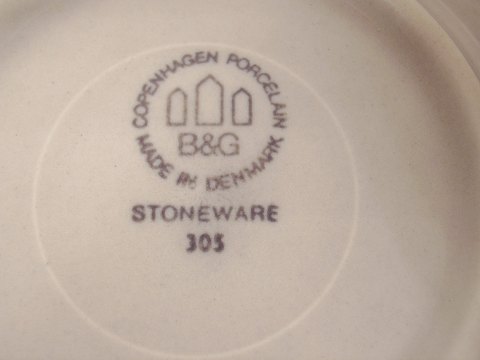 COPENHAGEN PORCELAIN
B&G
MADE IN DENMARK
STONEWARE
305